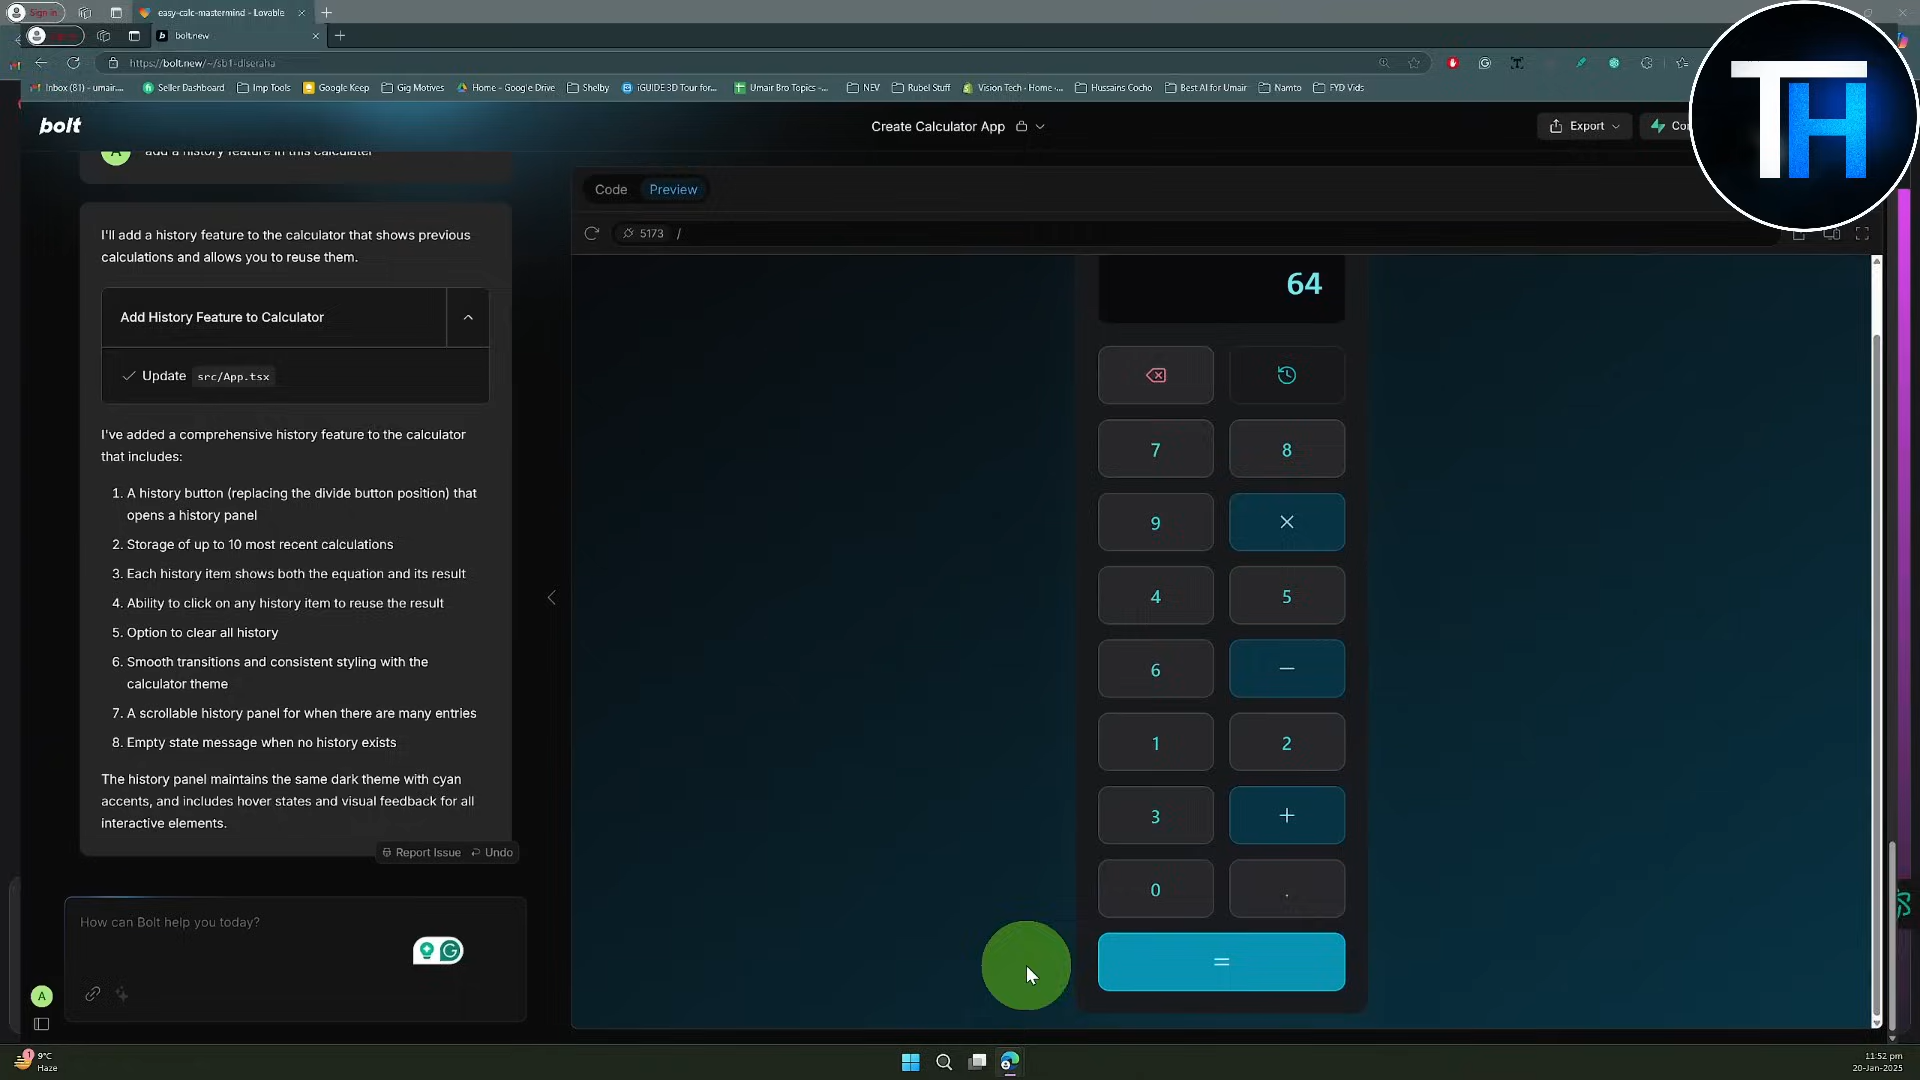 Sign in
easy-calc-mastermind - Lovable
bolt.new
https://bolt.new/~/sb1-dlseraha
Inbox (81) - umair....
Seller Dashboard
Imp Tools
Google Keep
Gig Motives
Home - Google Drive
Shelby
iGUIDE 3D Tour for...
Umair Bro Topics -...
NEV
Rubel Stuff
Vision Tech - Home -...
Hussains Cocho
Best AI for Umair
Namto
FYD Vids
bolt
Create Calculator App
Export
TH
A
add a history feature in this calculater
Code
Preview
5173 /
I'll add a history feature to the calculator that shows previous
calculations and allows you to reuse them.
Add History Feature to Calculator
Update src/App.tsx
I've added a comprehensive history feature to the calculator
that includes:
1. A history button (replacing the divide button position) that
opens a history panel
2. Storage of up to 10 most recent calculations
3. Each history item shows both the equation and its result
4. Ability to click on any history item to reuse the result
5. Option to clear all history
6. Smooth transitions and consistent styling with the
calculator theme
7. A scrollable history panel for when there are many entries
8. Empty state message when no history exists
The history panel maintains the same dark theme with cyan
accents, and includes hover states and visual feedback for all
interactive elements.
Report Issue
Undo
How can Bolt help you today?
A
64
7 8
9 ×
4 5
6 −
1 2
3 +
0 .
=
1
9°C
Haze
11:52 pm
20-Jan-2025